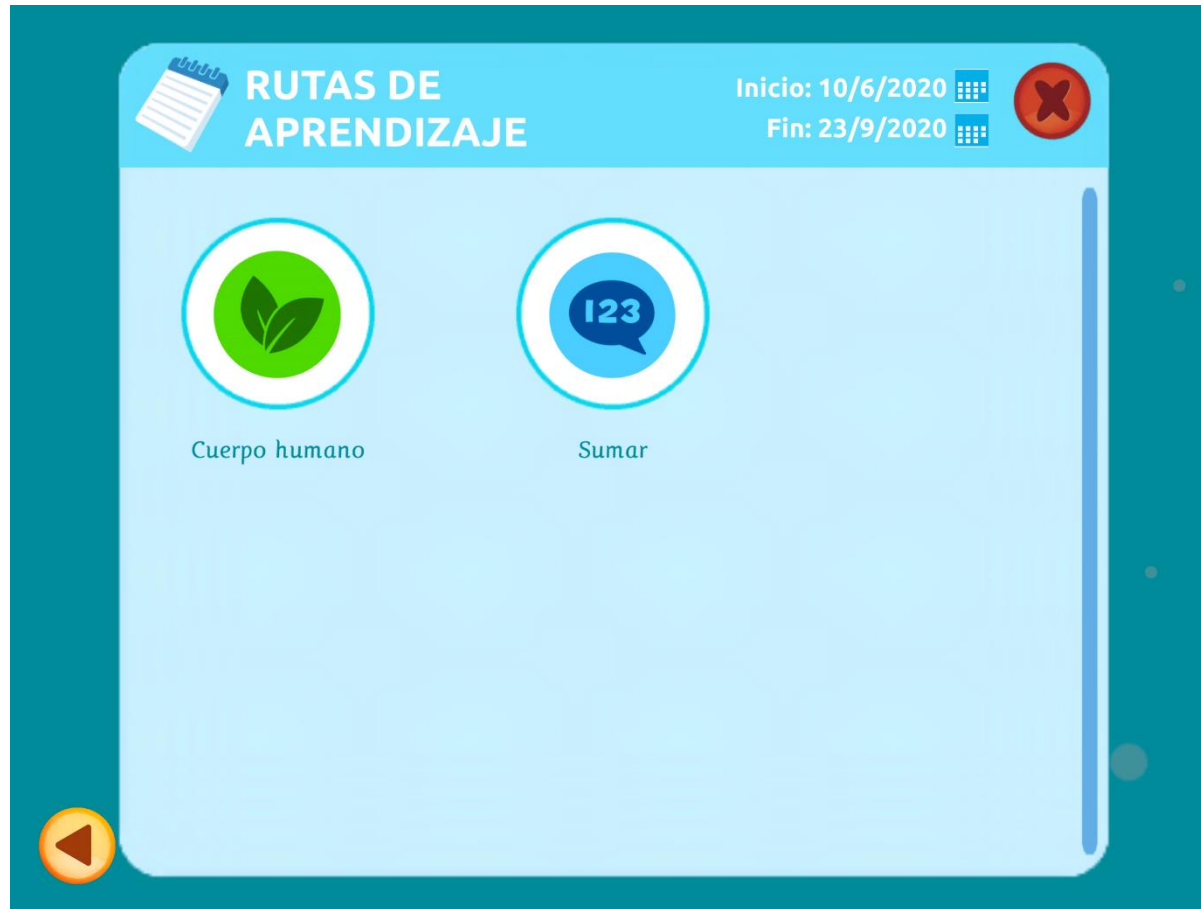 RUTAS DE
APRENDIZAJE
Inicio: 10/6/2020
Fin: 23/9/2020
123
Cuerpo humano
Sumar